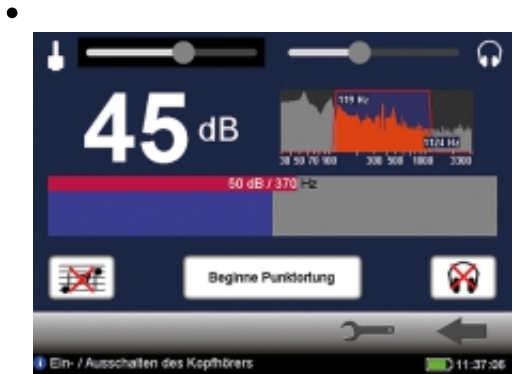 45 dB
119 Hz
1124 Hz
30 50 70 100 300 500 1000 3300
50 dB / 370 Hz
Beginne Punktortung
Ein- / Ausschalten des Kopfhörers
11:37:06